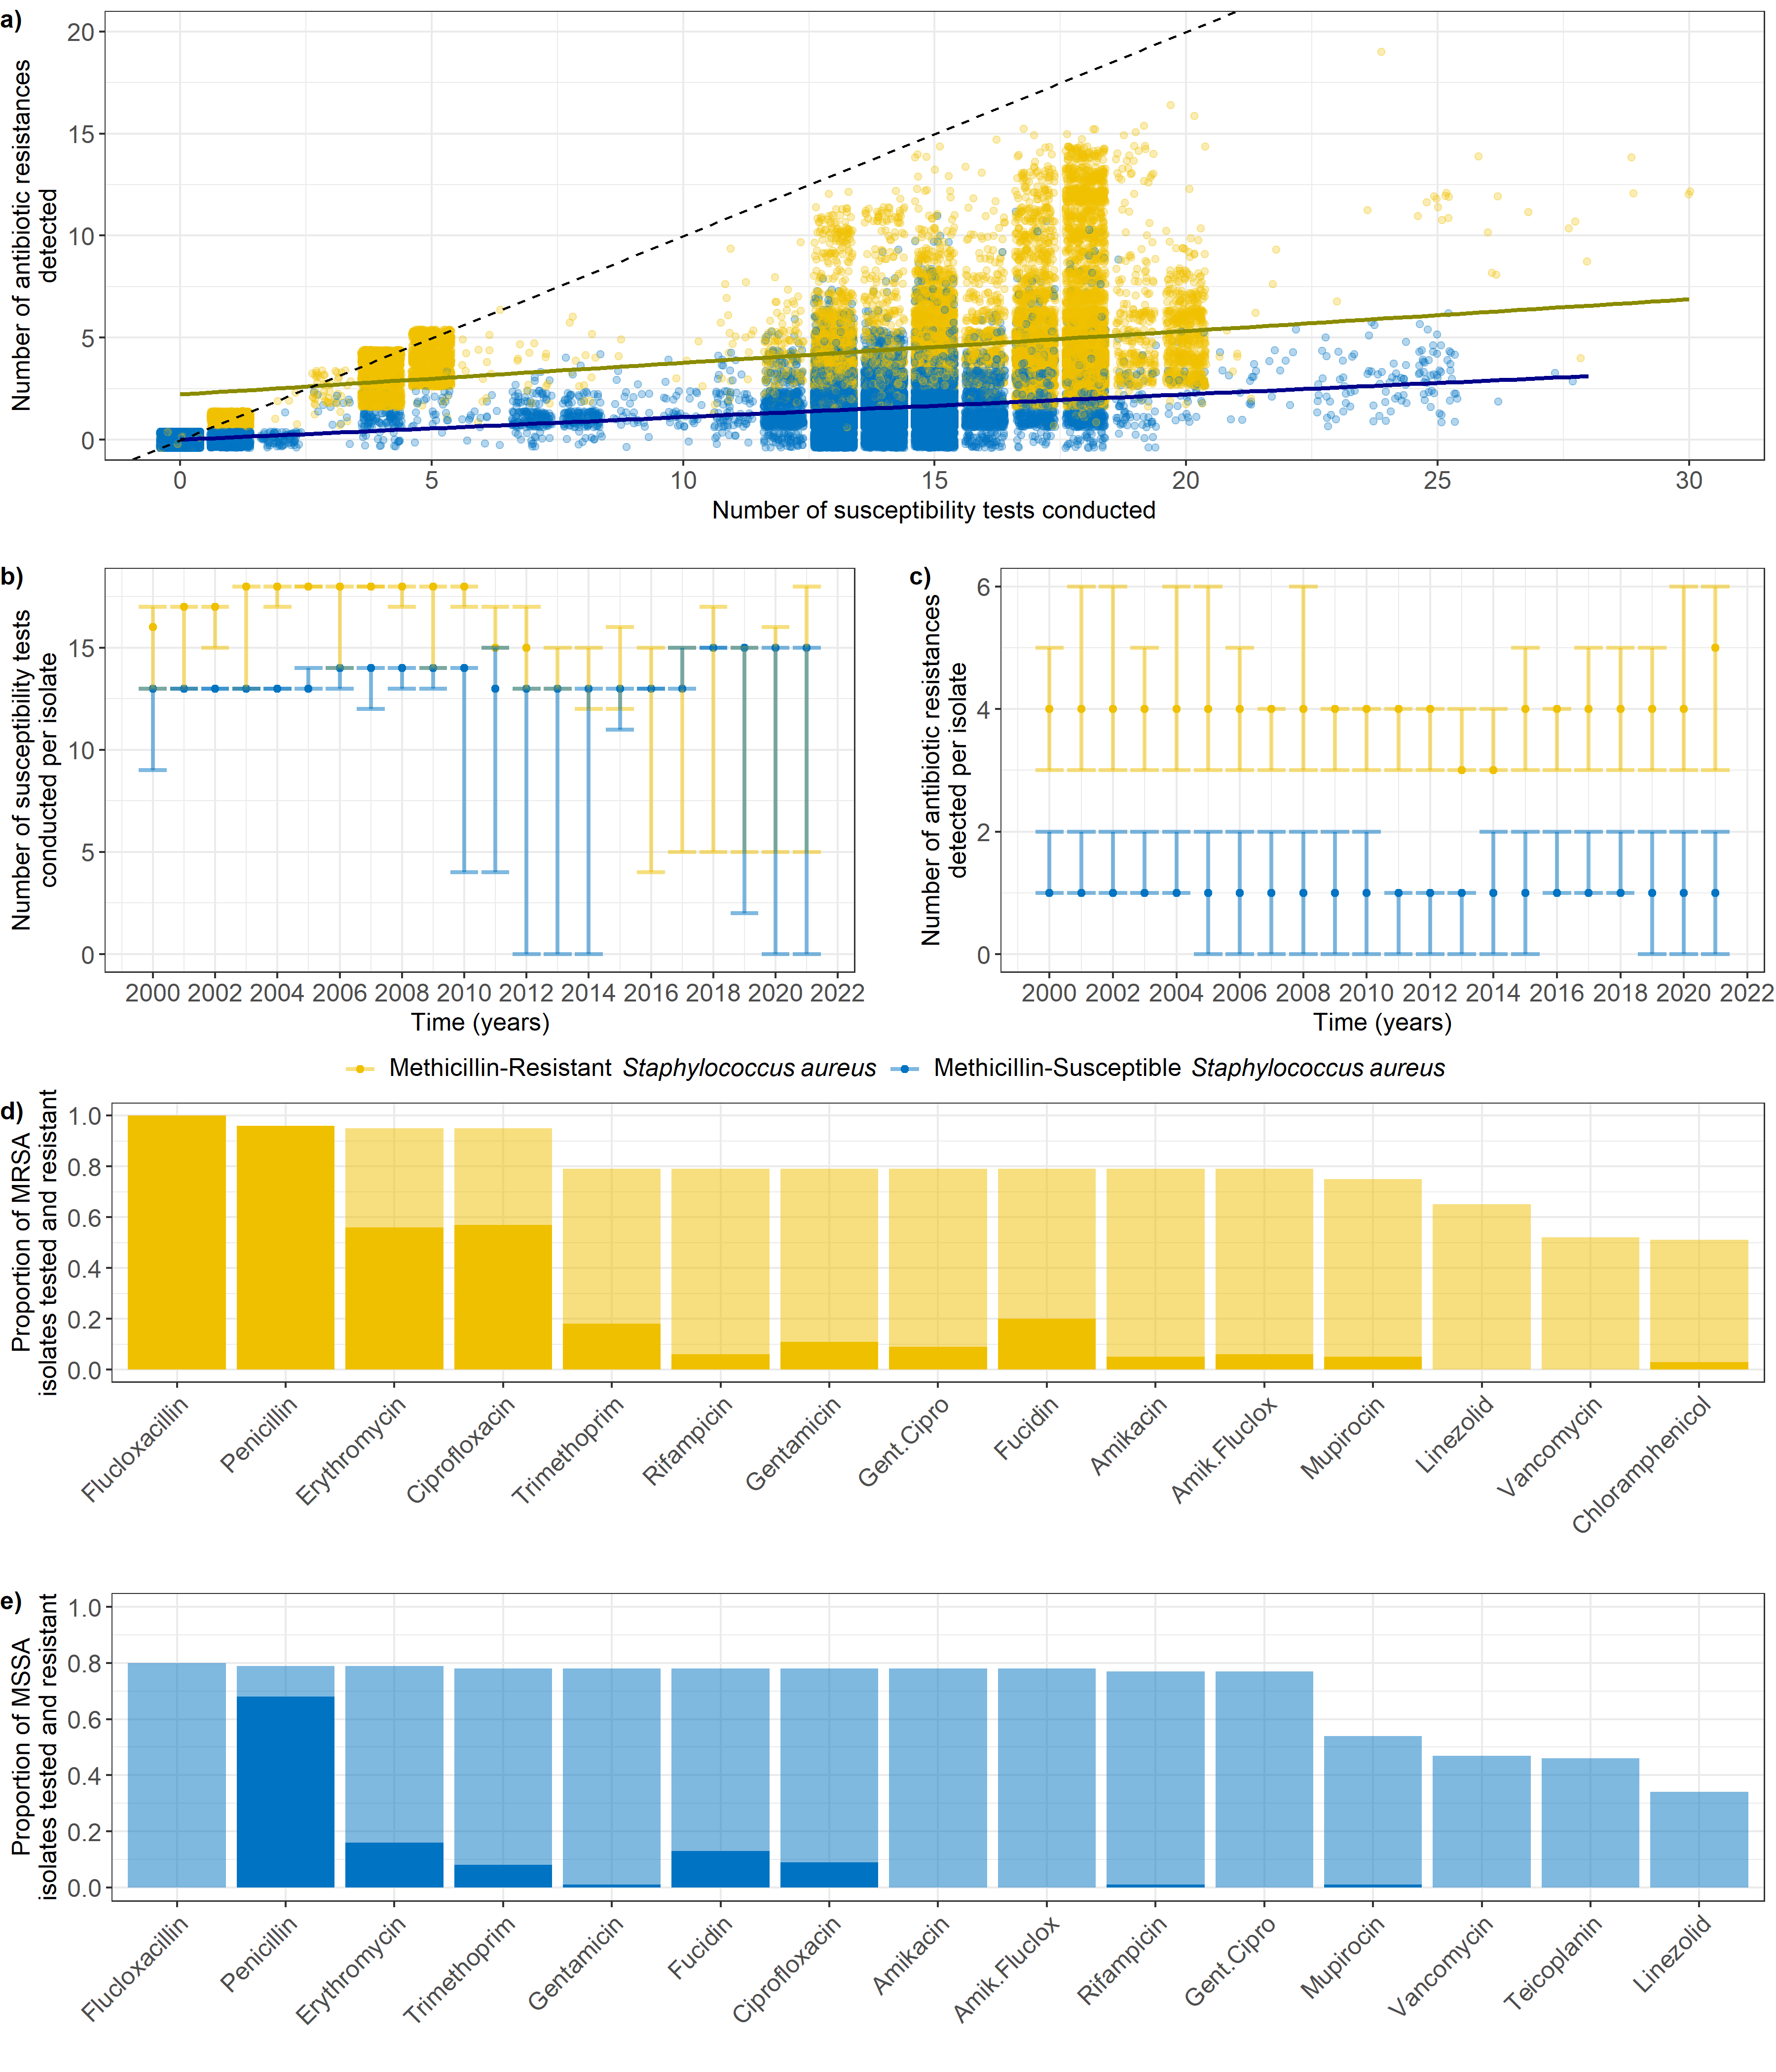 a)
Number of antibiotic resistances
detected
20
15
10
5
0
0 5 10 15 20 25 30
Number of susceptibility tests conducted
b)
Number of susceptibility tests
conducted per isolate
15
10
5
0
2000 2002 2004 2006 2008 2010 2012 2014 2016 2018 2020 2022
Time (years)
c)
Number of antibiotic resistances
detected per isolate
6
4
2
0
2000 2002 2004 2006 2008 2010 2012 2014 2016 2018 2020 2022
Time (years)
Methicillin-Resistant Staphylococcus aureus Methicillin-Susceptible Staphylococcus aureus
d)
Proportion of MRSA
isolates tested and resistant
1.0
0.8
0.6
0.4
0.2
0.0
Flucloxacillin
Penicillin
Erythromycin
Ciprofloxacin
Trimethoprim
Rifampicin
Gentamicin
Gent.Cipro
Fucidin
Amikacin
Amik.Fluclox
Mupirocin
Linezolid
Vancomycin
Chloramphenicol
e)
Proportion of MSSA
isolates tested and resistant
1.0
0.8
0.6
0.4
0.2
0.0
Flucloxacillin
Penicillin
Erythromycin
Trimethoprim
Gentamicin
Fucidin
Ciprofloxacin
Amikacin
Amik.Fluclox
Rifampicin
Gent.Cipro
Mupirocin
Vancomycin
Teicoplanin
Linezolid